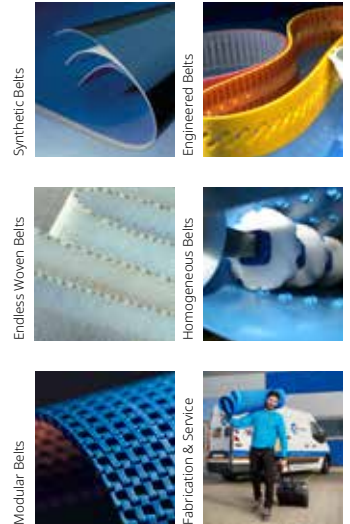 Synthetic Belts
Engineered Belts
Endless Woven Belts
Homogeneous Belts
Modular Belts
Fabrication & Service